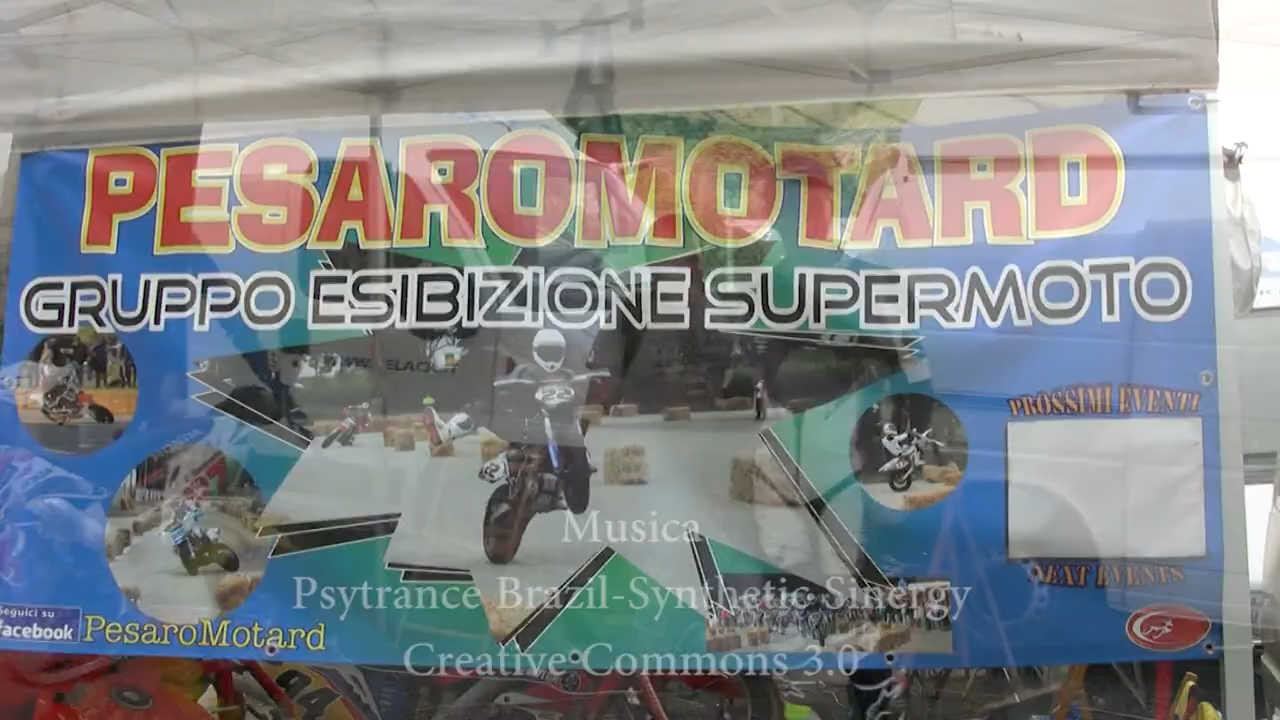 PESAROMOTARD
GRUPPO ESIBIZIONE SUPERMOTO
PROSSIMI EVENTI
22
Musica
NEXT EVENTS
Psytrance Brazil-Synthetic Sinergy
Seguici su
facebook
PesaroMotard
Creative Commons 3.0